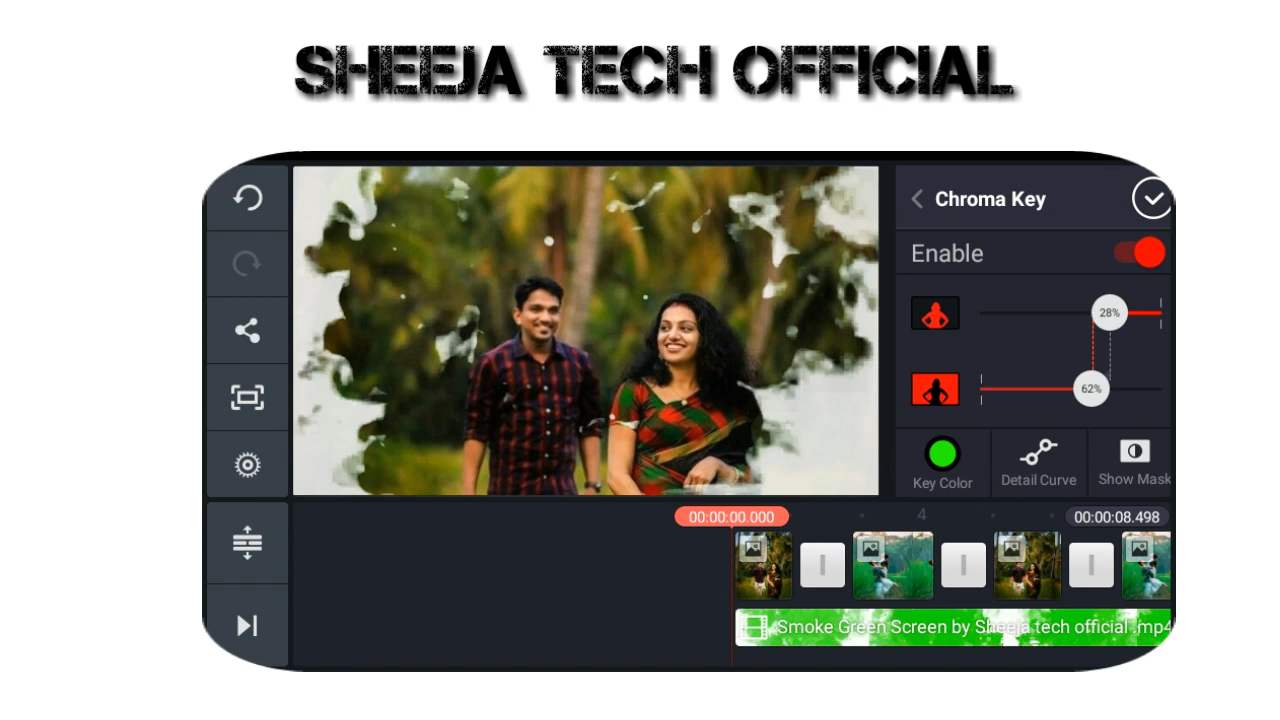 SHEEJA TECH OFFICIAL
Chroma Key
Enable
28%
62%
Key Color
Detail Curve
Show Mask
00:00:00.000
4
00:00:08.498
Smoke Green Screen by Sheeja tech official .mp4